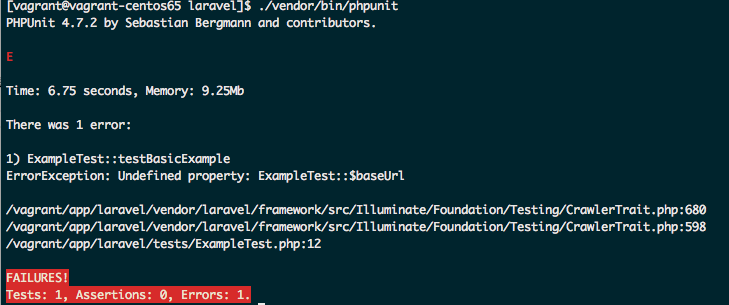 [vagrant@vagrant-centos65 laravel]$ ./vendor/bin/phpunit
PHPUnit 4.7.2 by Sebastian Bergmann and contributors.
E
Time: 6.75 seconds, Memory: 9.25Mb
There was 1 error:
1) ExampleTest::testBasicExample
ErrorException: Undefined property: ExampleTest::$baseUrl
/vagrant/app/laravel/vendor/laravel/framework/src/Illuminate/Foundation/Testing/CrawlerTrait.php:680
/vagrant/app/laravel/vendor/laravel/framework/src/Illuminate/Foundation/Testing/CrawlerTrait.php:598
/vagrant/app/laravel/tests/ExampleTest.php:12
FAILURES!
Tests: 1, Assertions: 0, Errors: 1.